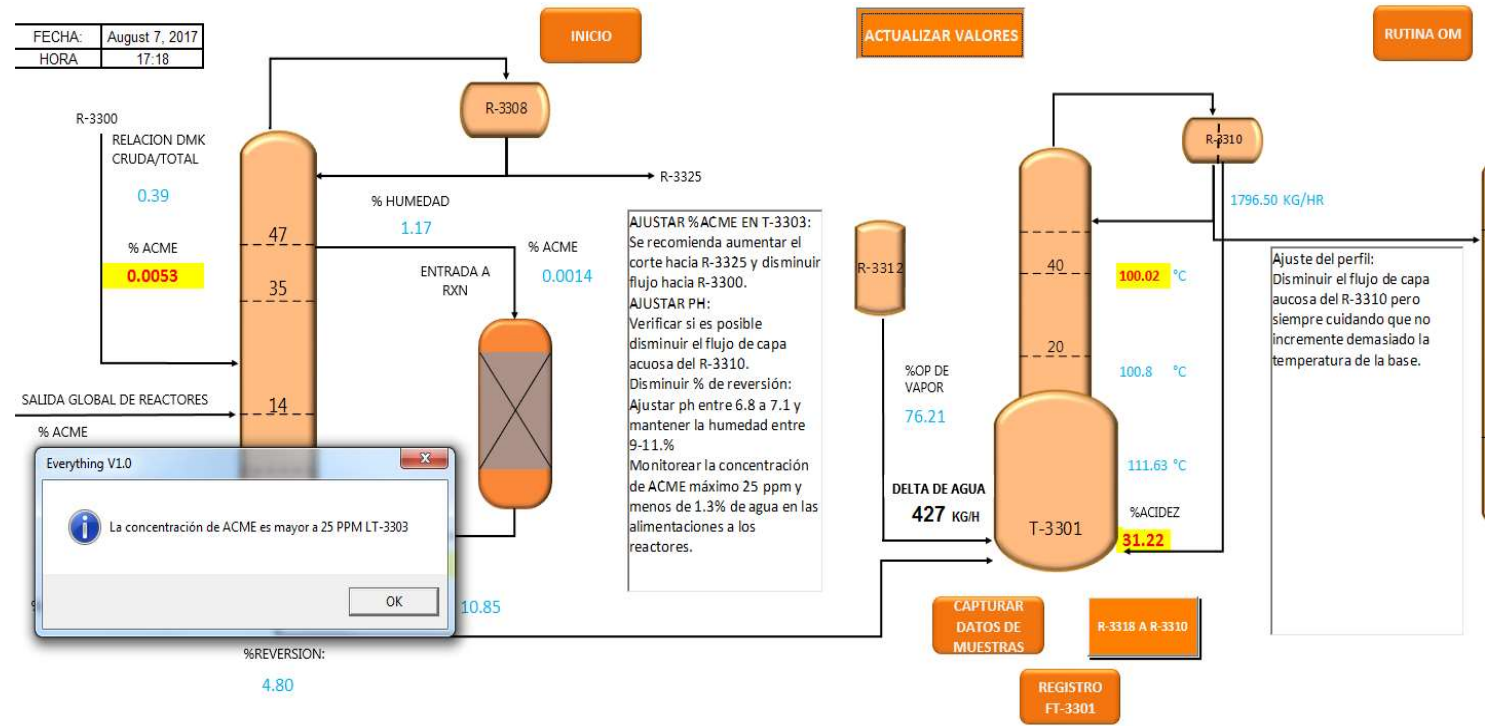 FECHA: August 7, 2017
HORA 17:18
INICIO
ACTUALIZAR VALORES
RUTINA OM
R-3300
RELACION DMK
CRUDA/TOTAL
0.39
% ACME
0.0053
R-3308
R-3325
% HUMEDAD
1.17
47
35
14
ENTRADA A
RXN
% ACME
0.0014
SALIDA GLOBAL DE REACTORES
% ACME
Everything V1.0
X
La concentración de ACME es mayor a 25 PPM LT-3303
OK
10.85
%REVERSION:
4.80
AJUSTAR %ACME EN T-3303:
Se recomienda aumentar el
corte hacia R-3325 y disminuir
flujo hacia R-3300.
AJUSTAR PH:
Verificar si es posible
disminuir el flujo de capa
acuosa del R-3310.
Disminuir % de reversión:
Ajustar ph entre 6.8 a 7.1 y
mantener la humedad entre
9-11.%
Monitorear la concentración
de ACME máximo 25 ppm y
menos de 1.3% de agua en las
alimentaciones a los
reactores.
R-3312
%OP DE
VAPOR
76.21
DELTA DE AGUA
427 KG/H
R-3310
1796.50 KG/HR
40
20
100.02 °C
100.8 °C
111.63 °C
%ACIDEZ
31.22
T-3301
Ajuste del perfil:
Disminuir el flujo de capa
aucosa del R-3310 pero
siempre cuidando que no
incremente demasiado la
temperatura de la base.
CAPTURAR
DATOS DE
MUESTRAS
R-3318 A R-3310
REGISTRO
FT-3301